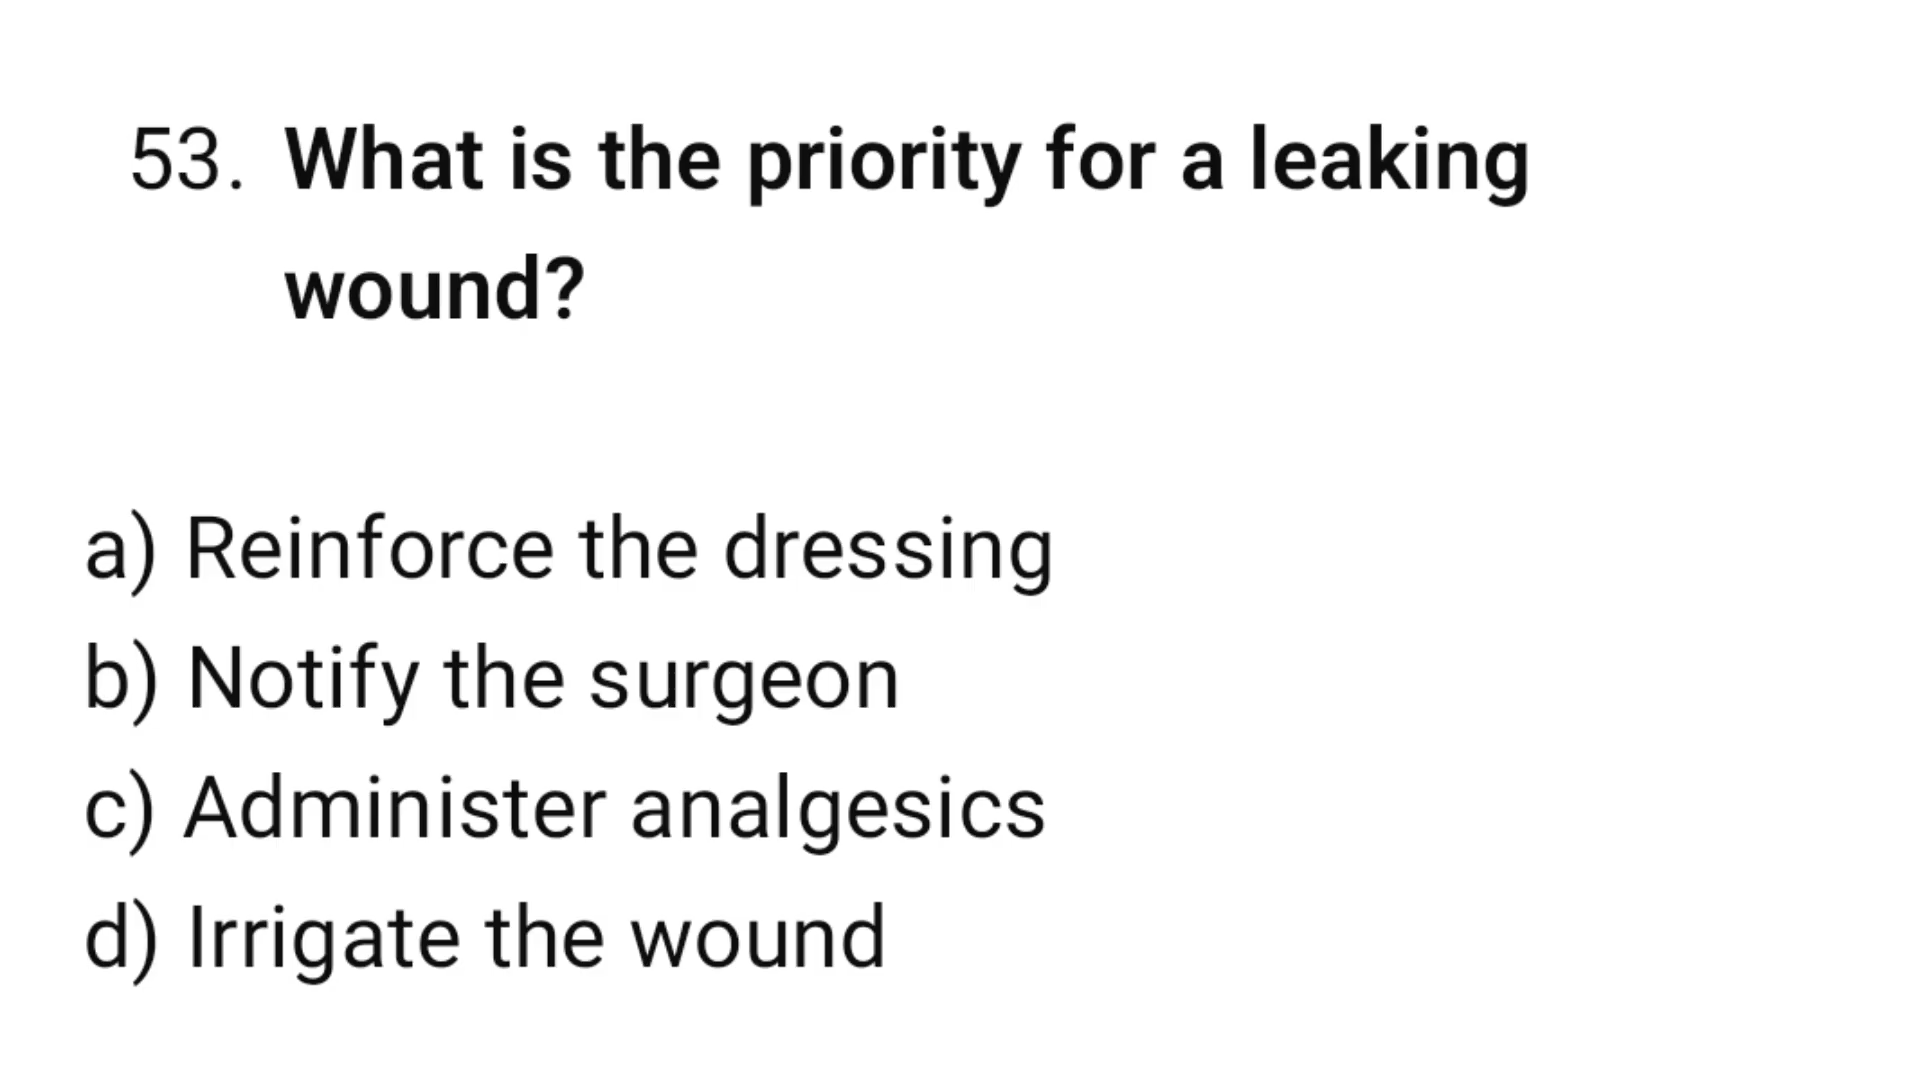 53. What is the priority for a leaking
wound?
a) Reinforce the dressing
b) Notify the surgeon
c) Administer analgesics
d) Irrigate the wound